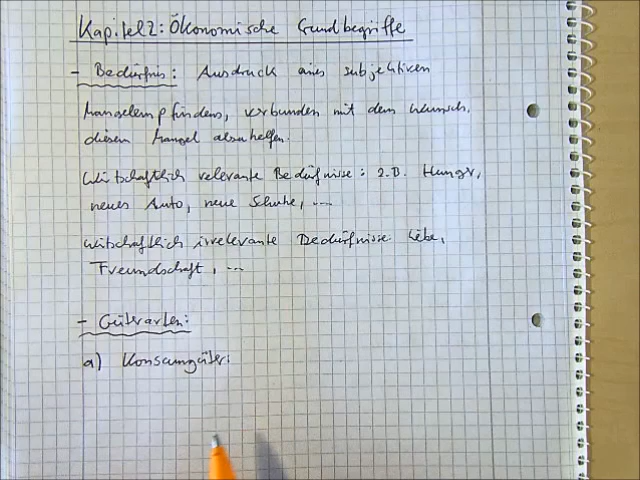 Kapitel 2: Ökonomische Grundbegriffe
- Bedürfnis: Ausdruck eines subjektiven
Mangelempfindens, verbunden mit dem Wunsch,
diesem Mangel abzuhelfen.
Wirtschaftlich relevante Bedürfnisse: z.B. Hunger,
neues Auto, neue Schuhe, ...
Wirtschaftlich irrelevante Bedürfnisse Liebe,
Freundschaft, ...
- Güterarten:
a) Konsumgüter: